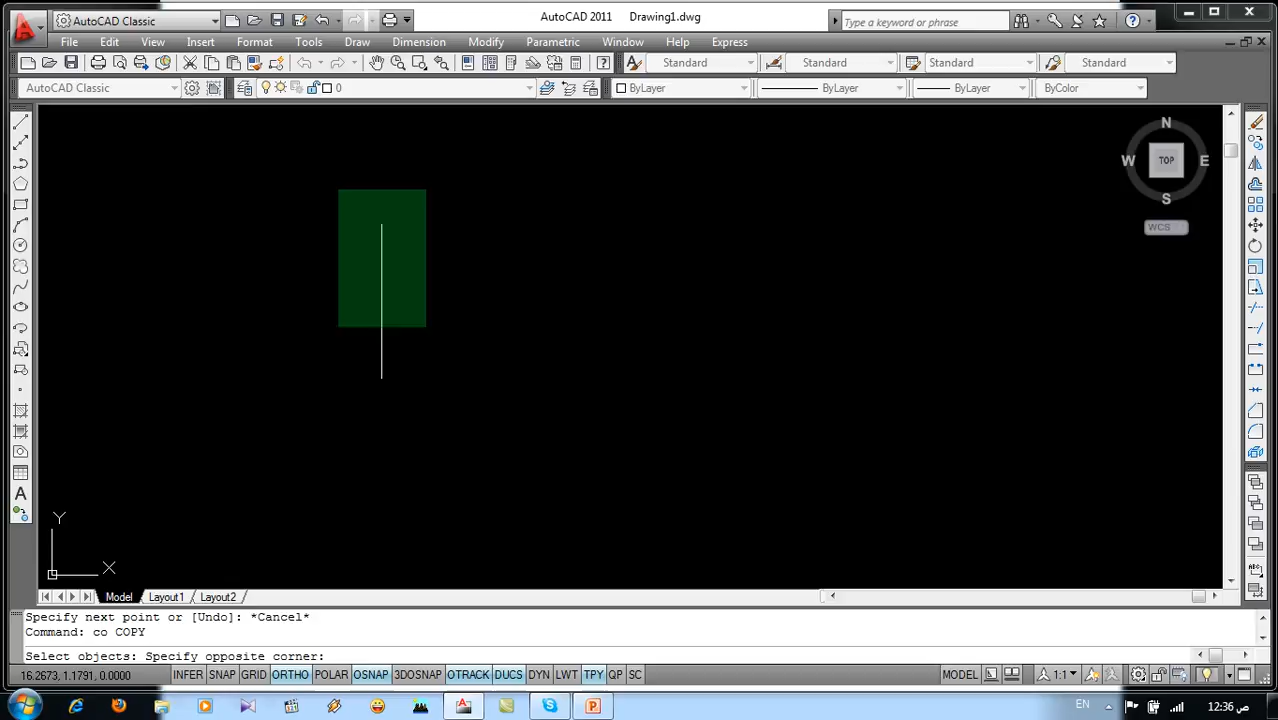 AutoCAD Classic
AutoCAD 2011 Drawing1.dwg
Type a keyword or phrase
File Edit View Insert Format Tools Draw Dimension Modify Parametric Window Help Express
Standard Standard Standard Standard
AutoCAD Classic 0 ByLayer ByLayer ByLayer ByColor
N
W TOP E
S
WCS
Y
X
Model Layout1 Layout2
Specify next point or [Undo]: *Cancel*
Command: co COPY
Select objects: Specify opposite corner:
16.2673, 1.1791, 0.0000 INFER SNAP GRID ORTHO POLAR OSNAP 3DOSNAP OTRACK DUCS DYN LWT TPY QP SC MODEL 1:1
EN 12:36 ص